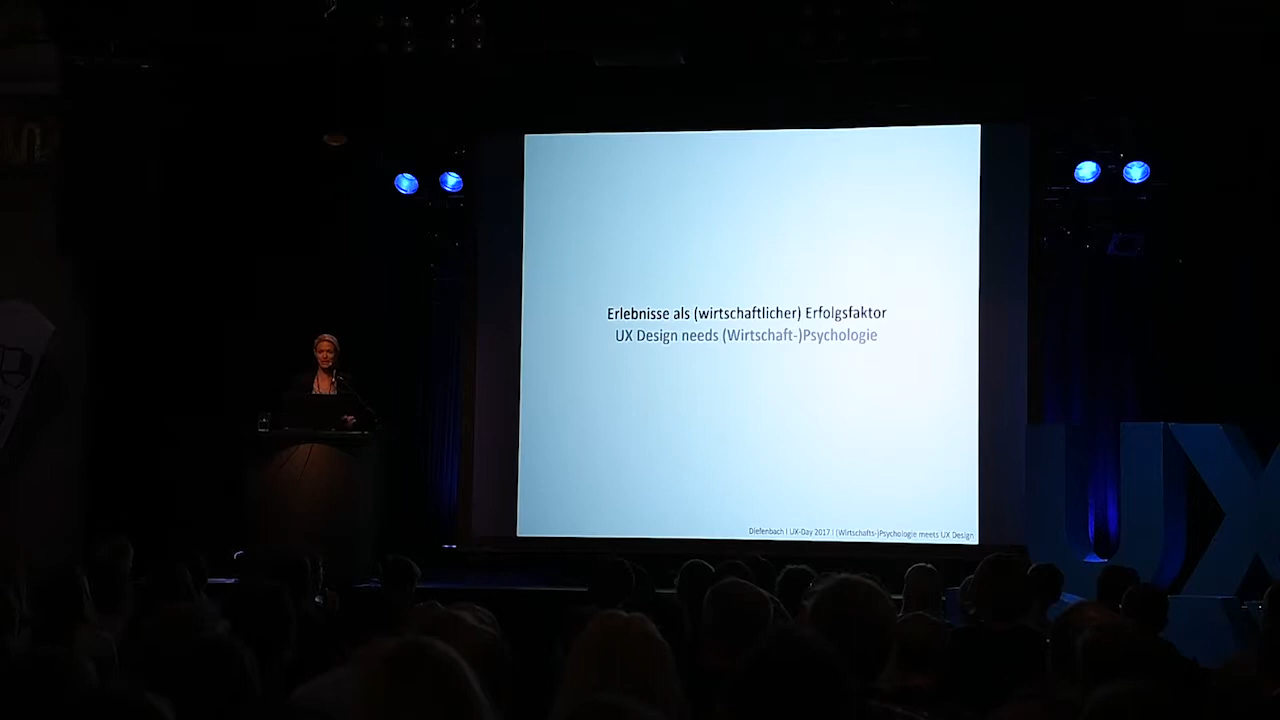 Erlebnisse als (wirtschaftlicher) Erfolgsfaktor
UX Design needs (Wirtschaft-)Psychologie
Diefenbach | UX-Day 2017 | (Wirtschafts-)Psychologie meets UX Design
UX